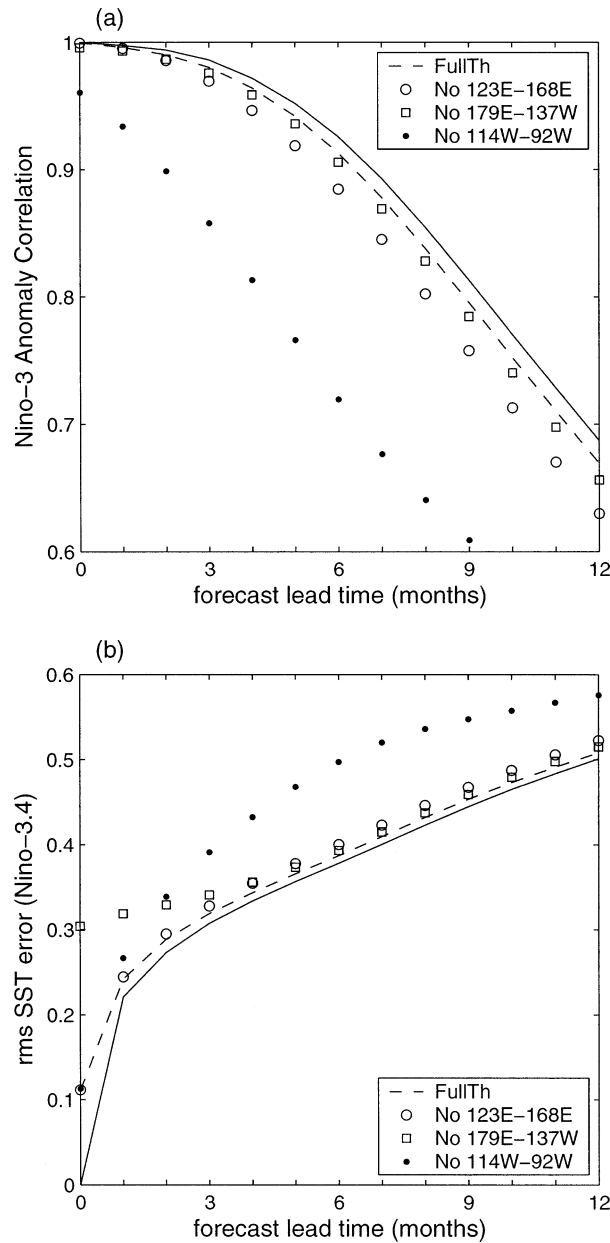 (a)
1
0.9
0.8
0.7
0.6
Nino−3 Anomaly Correlation
FullTh
No 123E−168E
No 179E−137W
No 114W−92W
0 3 6 9 12
forecast lead time (months)
(b)
0.6
0.5
0.4
0.3
0.2
0.1
0
rms SST error (Nino−3.4)
FullTh
No 123E−168E
No 179E−137W
No 114W−92W
0 3 6 9 12
forecast lead time (months)